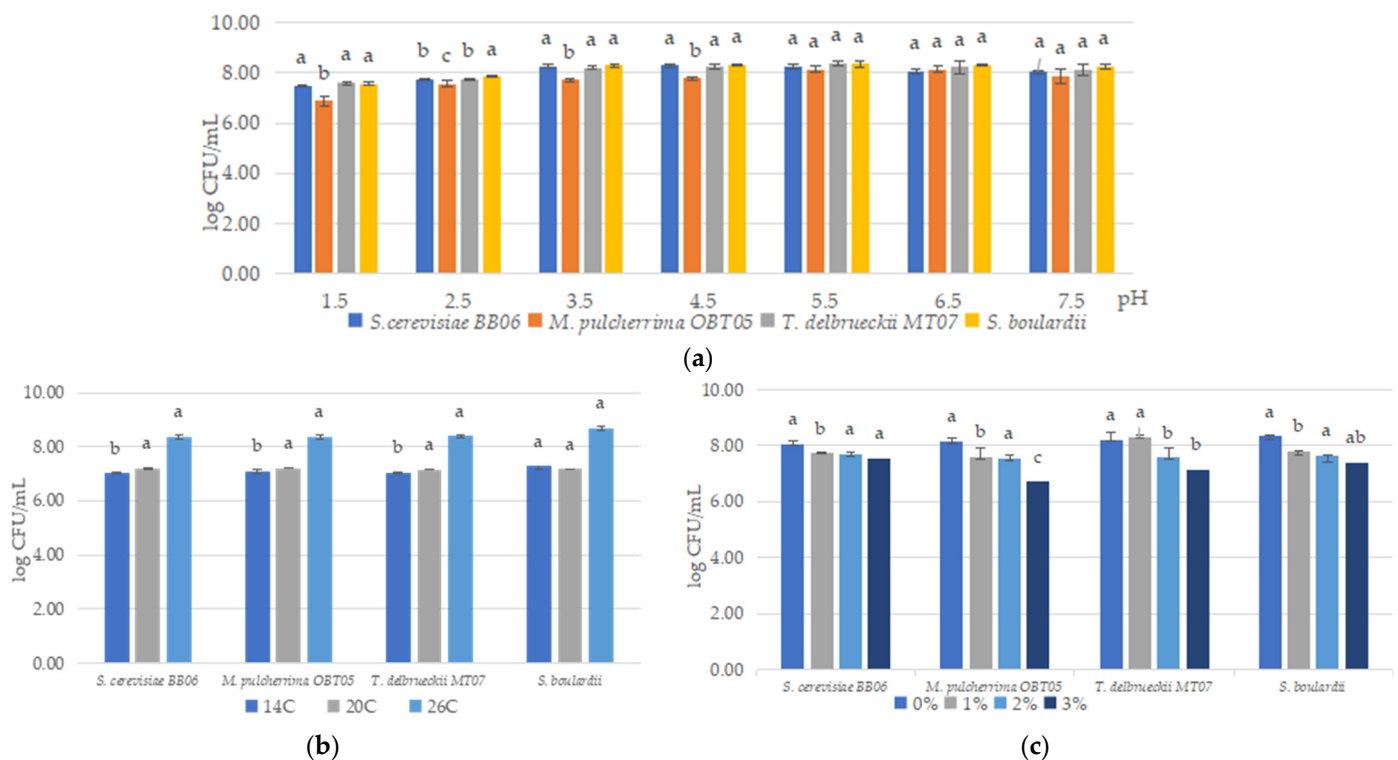 10.00
a b a a b c b a a b a a a b a a a a a a a a a a a a a a
8.00
6.00
4.00
2.00
0.00
log CFU/mL
1.5 2.5 3.5 4.5 5.5 6.5 7.5 pH
S.cerevisiae BB06 M. pulcherrima OBT05 T. delbrueckii MT07 S. boulardii
(a)
10.00
b a a b a a b a a a a a
8.00
6.00
4.00
2.00
0.00
log CFU/mL
S. cerevisiae BB06 M. pulcherrima OBT05 T. delbrueckii MT07 S. boulardii
14C 20C 26C
(b)
10.00
a b a a a b a c a a b b a b a ab
8.00
6.00
4.00
2.00
0.00
log CFU/mL
S. cerevisiae BB06 M. pulcherrima OBT05 T. delbrueckii MT07 S. boulardii
0% 1% 2% 3%
(c)